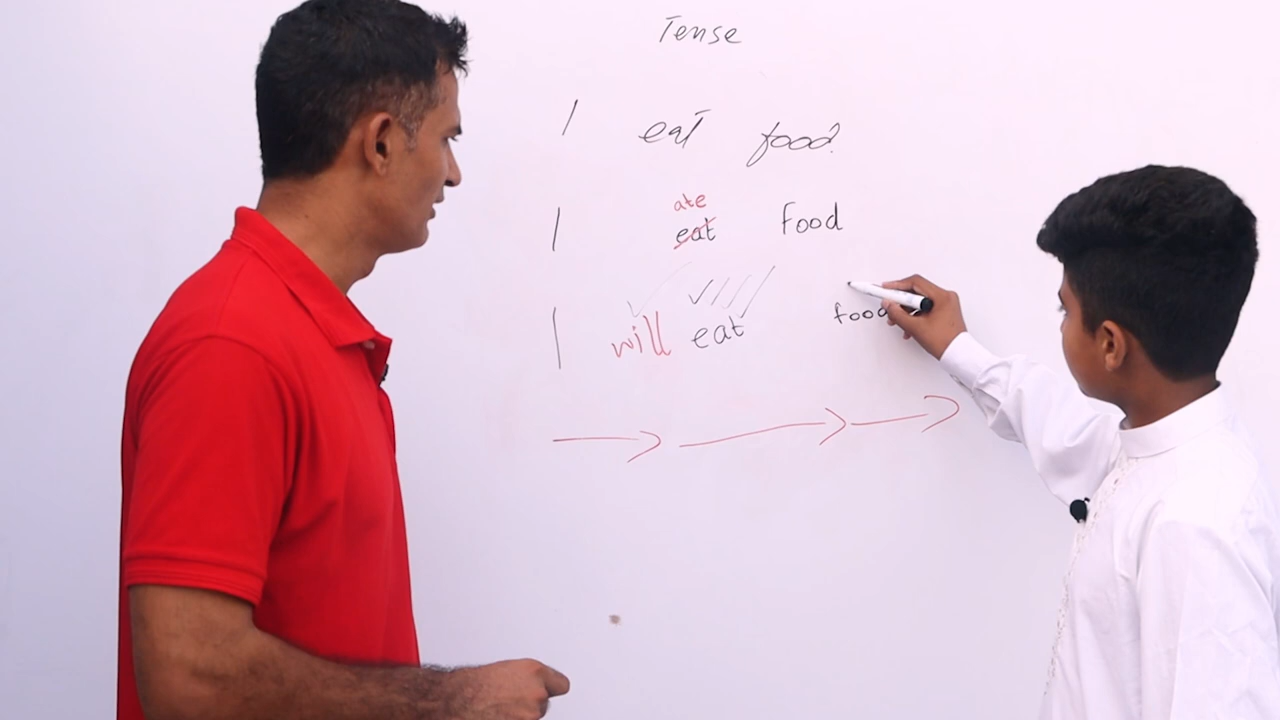 Tense
I eat food.
ate
I eat food
I will eat food